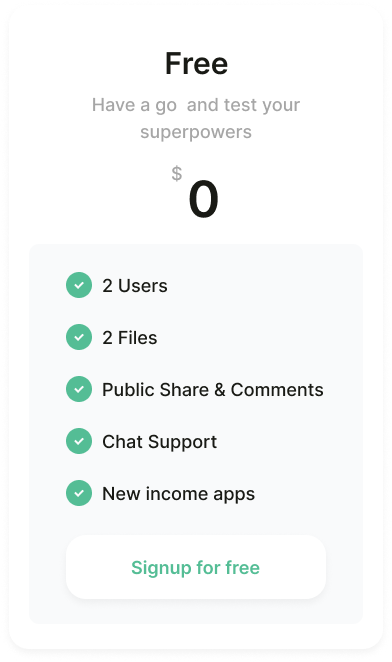 Free
Have a go  and test your
superpowers
$
0
2 Users
2 Files
Public Share & Comments
Chat Support
New income apps
Signup for free